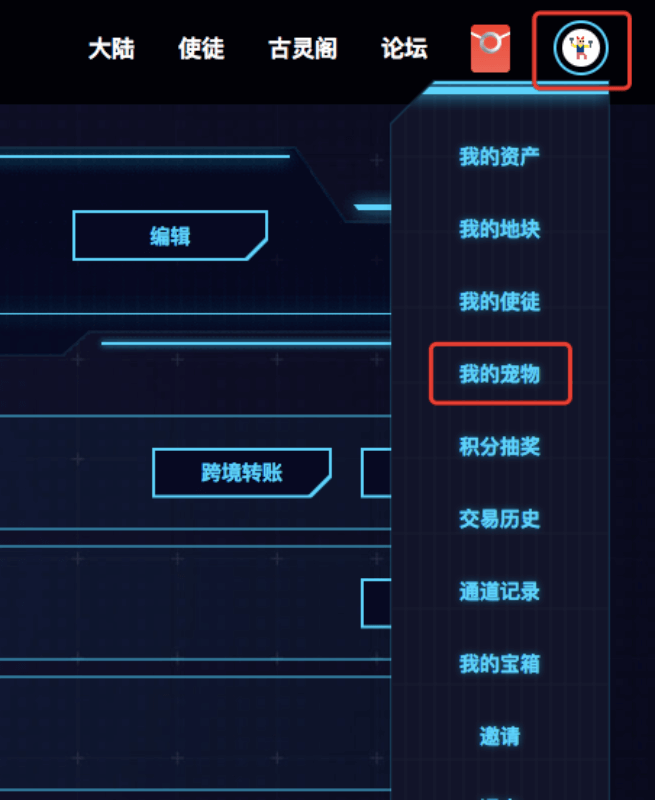 大陆 使徒 古灵阁 论坛
我的资产
我的地块
编辑
我的使徒
我的宠物
积分抽奖
跨境转账
交易历史
通道记录
我的宝箱
邀请